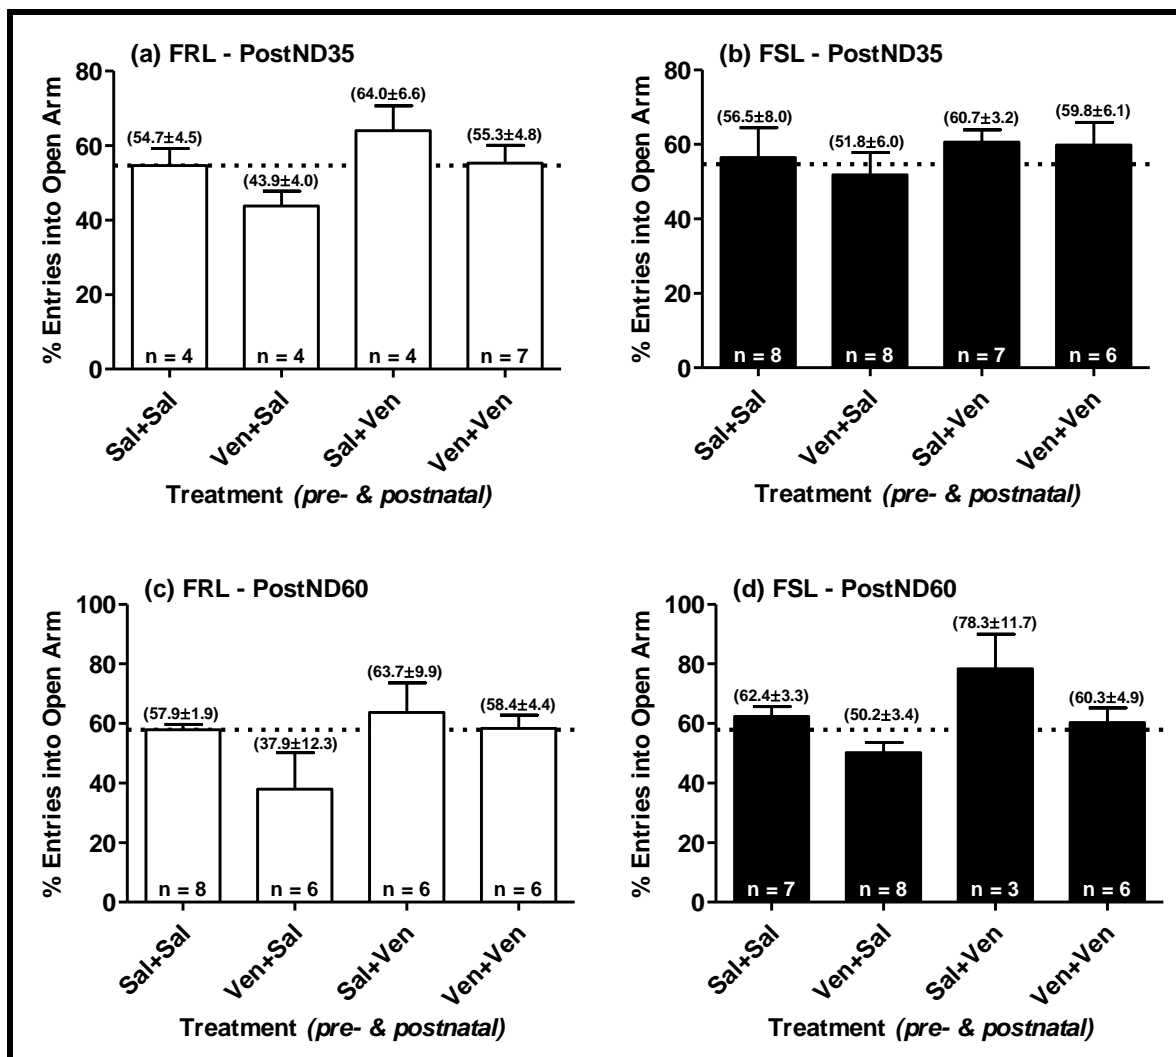 (a) FRL - PostND35
% Entries into Open Arm
80
60
40
20
0
(54.7±4.5)
(43.9±4.0)
(64.0±6.6)
(55.3±4.8)
n = 4
n = 4
n = 4
n = 7
Sal+Sal
Ven+Sal
Sal+Ven
Ven+Ven
Treatment (pre- & postnatal)
(b) FSL - PostND35
% Entries into Open Arm
80
60
40
20
0
(56.5±8.0)
(51.8±6.0)
(60.7±3.2)
(59.8±6.1)
n = 8
n = 8
n = 7
n = 6
Sal+Sal
Ven+Sal
Sal+Ven
Ven+Ven
Treatment (pre- & postnatal)
(c) FRL - PostND60
% Entries into Open Arm
100
80
60
40
20
0
(57.9±1.9)
(37.9±12.3)
(63.7±9.9)
(58.4±4.4)
n = 8
n = 6
n = 6
n = 6
Sal+Sal
Ven+Sal
Sal+Ven
Ven+Ven
Treatment (pre- & postnatal)
(d) FSL - PostND60
% Entries into Open Arm
100
80
60
40
20
0
(62.4±3.3)
(50.2±3.4)
(78.3±11.7)
(60.3±4.9)
n = 7
n = 8
n = 3
n = 6
Sal+Sal
Ven+Sal
Sal+Ven
Ven+Ven
Treatment (pre- & postnatal)